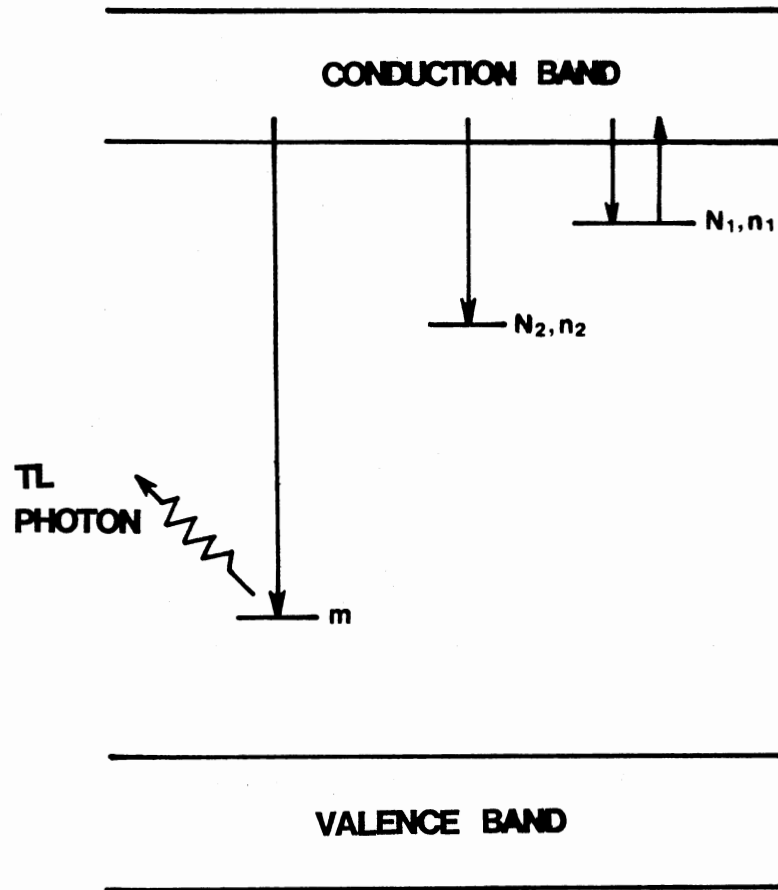 CONDUCTION BAND
N₁,n₁
N₂,n₂
TL
PHOTON
m
VALENCE BAND